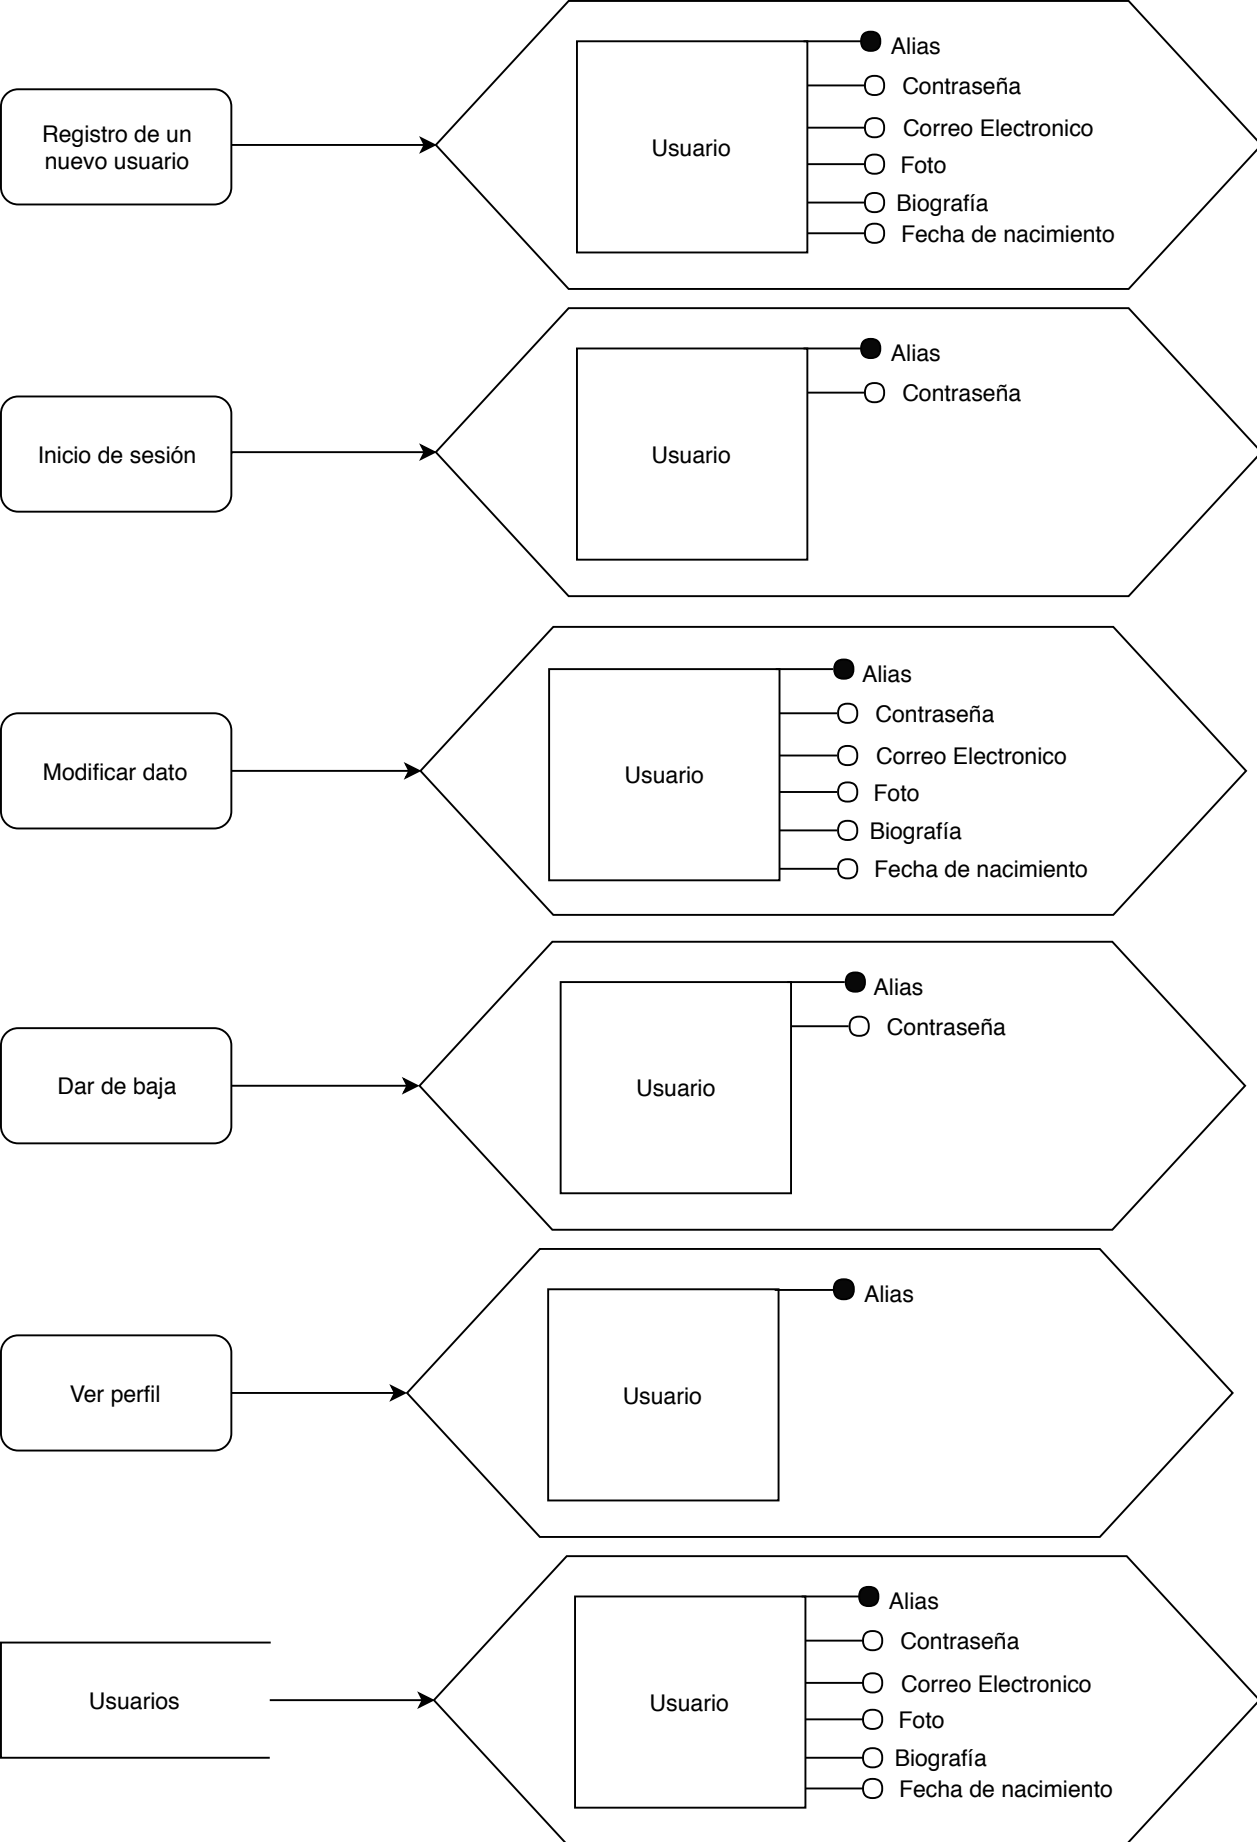 Registro de un
nuevo usuario
Usuario
Alias
Contraseña
Correo Electronico
Foto
Biografía
Fecha de nacimiento
Inicio de sesión
Usuario
Alias
Contraseña
Modificar dato
Usuario
Alias
Contraseña
Correo Electronico
Foto
Biografía
Fecha de nacimiento
Dar de baja
Usuario
Alias
Contraseña
Ver perfil
Usuario
Alias
Usuarios
Usuario
Alias
Contraseña
Correo Electronico
Foto
Biografía
Fecha de nacimiento